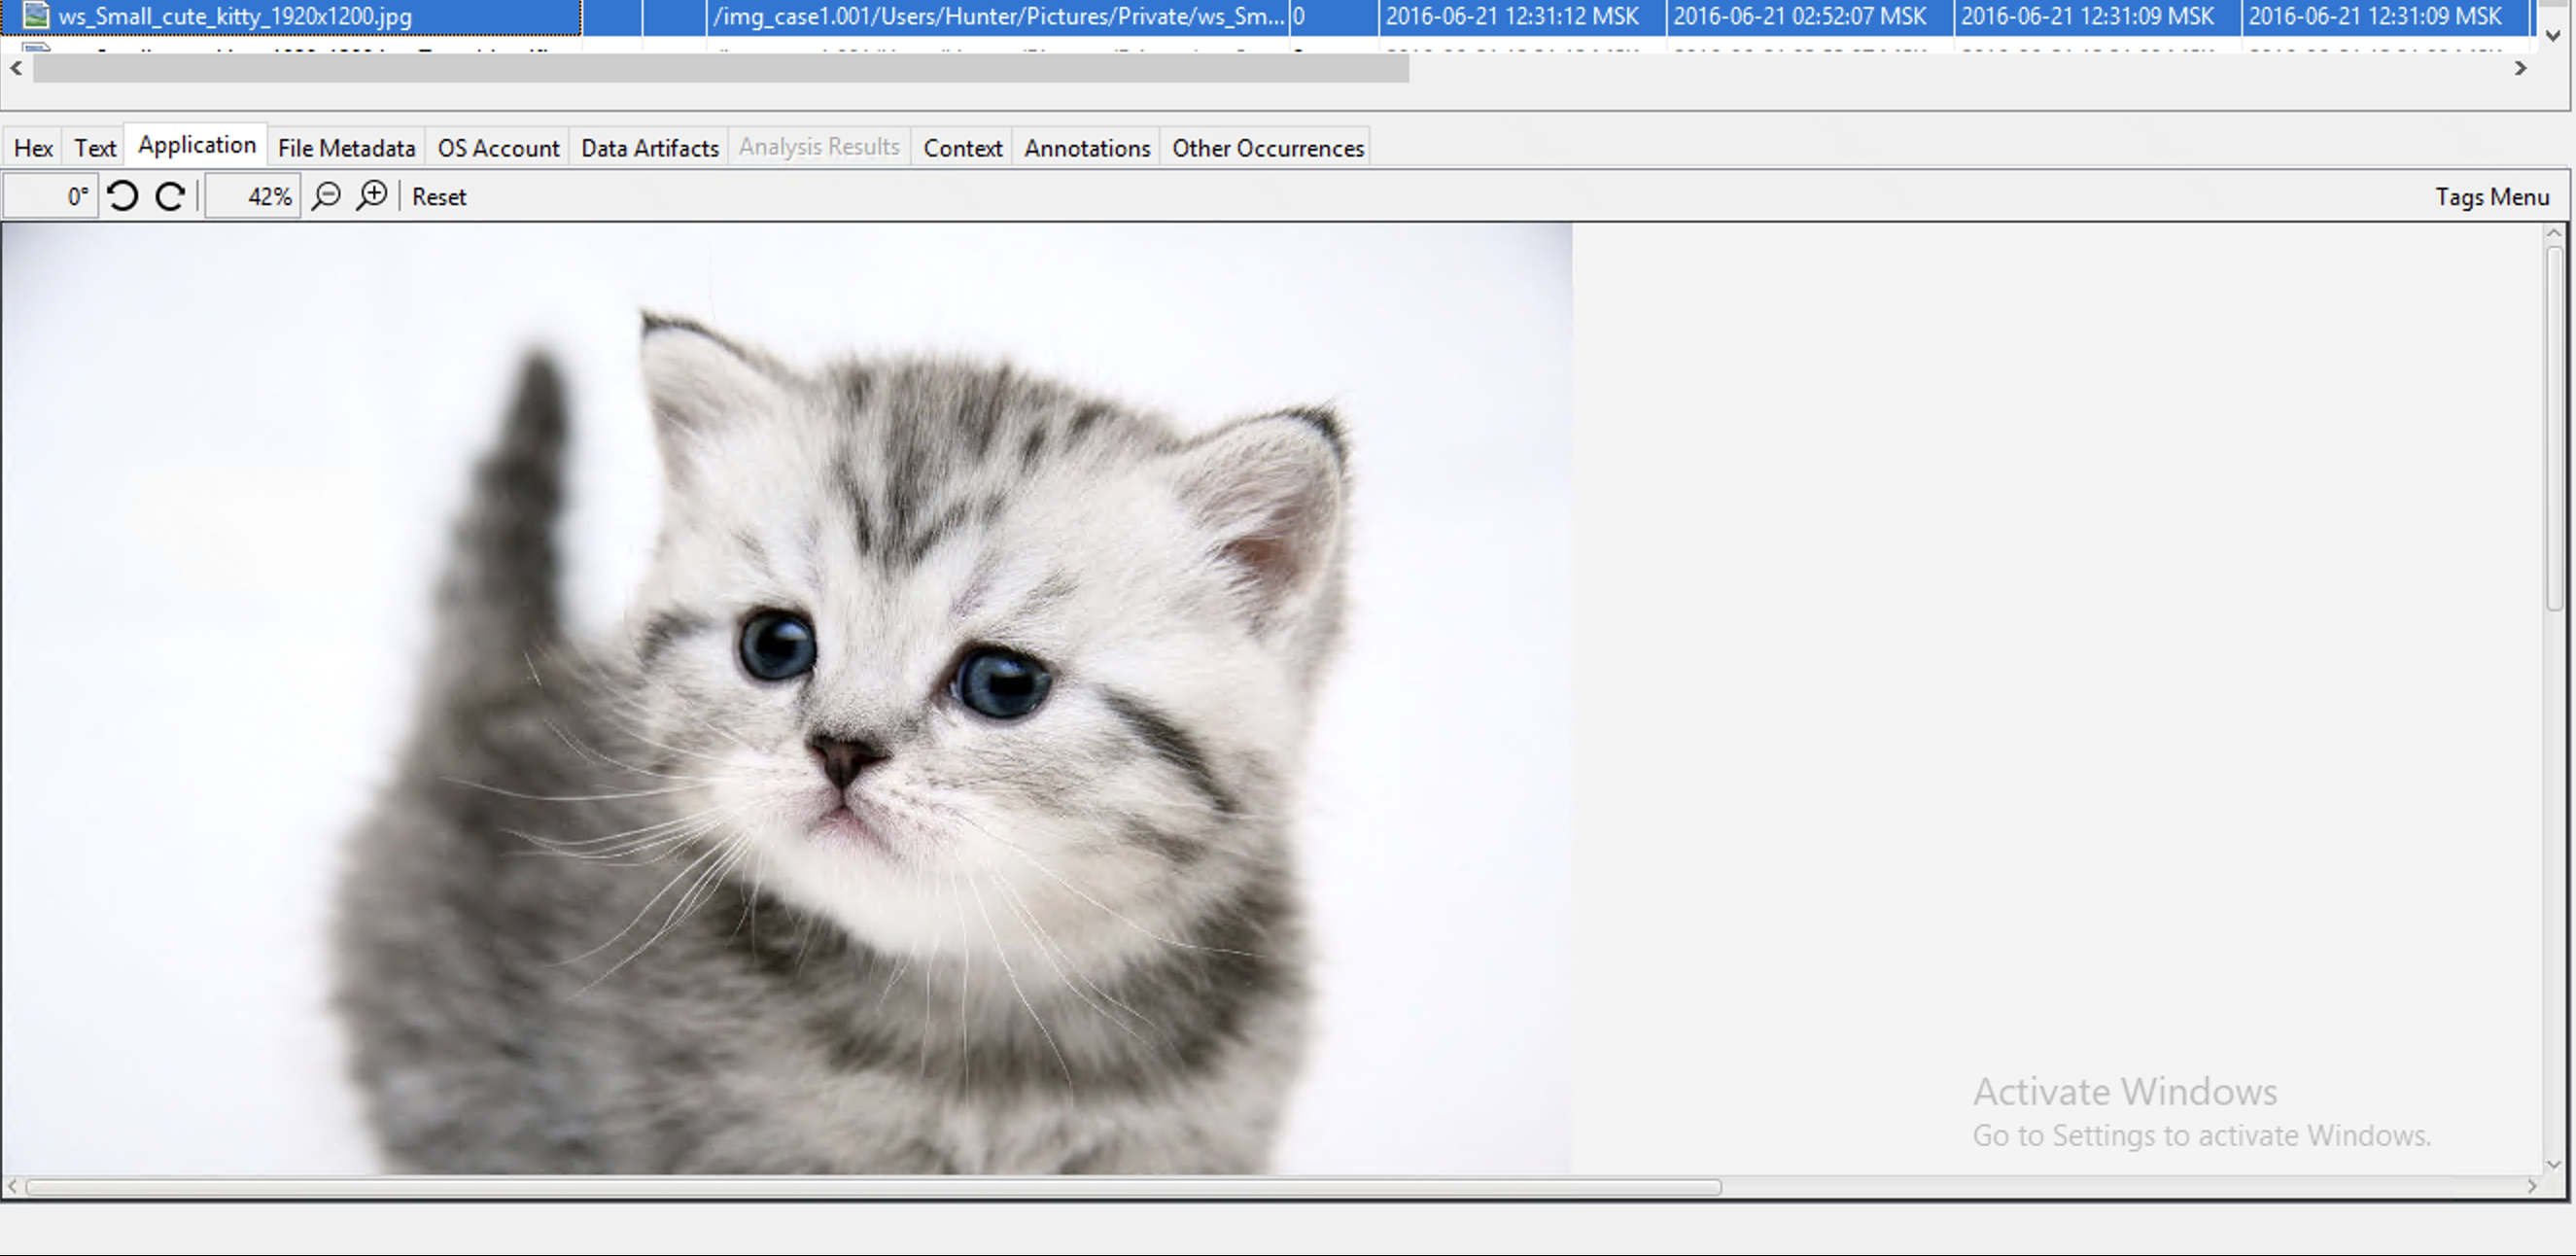 ws_Small_cute_kitty_1920x1200.jpg /img_case1.001/Users/Hunter/Pictures/Private/ws_Sm... 0 2016-06-21 12:31:12 MSK 2016-06-21 02:52:07 MSK 2016-06-21 12:31:09 MSK 2016-06-21 12:31:09 MSK
Hex Text Application File Metadata OS Account Data Artifacts Analysis Results Context Annotations Other Occurrences
0° 42% Reset Tags Menu
Activate Windows
Go to Settings to activate Windows.